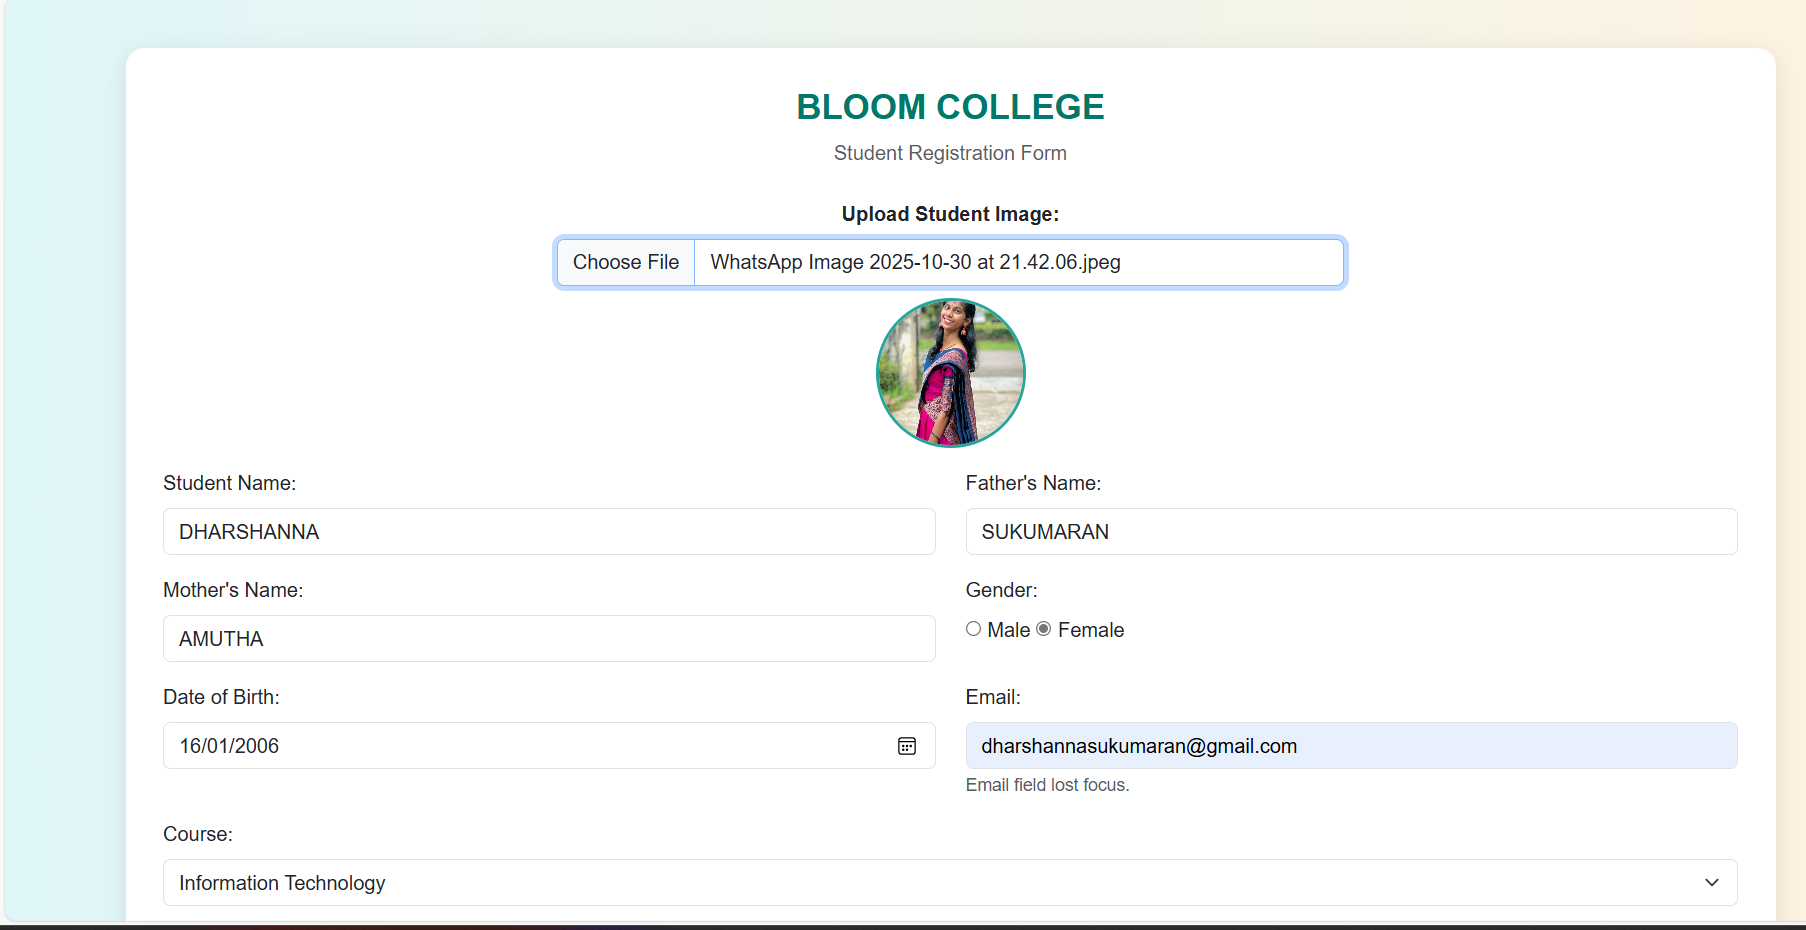 BLOOM COLLEGE
Student Registration Form
Upload Student Image:
Choose File WhatsApp Image 2025-10-30 at 21.42.06.jpeg
Student Name: Father's Name:
DHARSHANNA SUKUMARAN
Mother's Name: Gender:
AMUTHA Male Female
Date of Birth: Email:
16/01/2006 dharshannasukumaran@gmail.com
Email field lost focus.
Course:
Information Technology